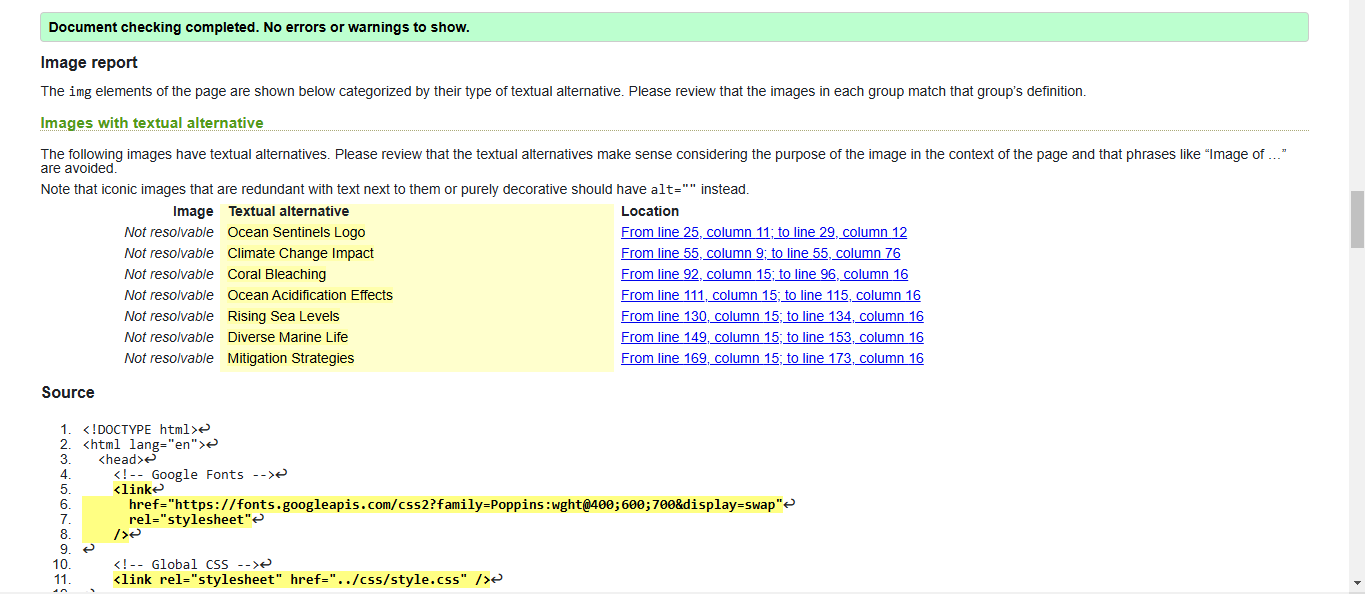 Document checking completed. No errors or warnings to show.
Image report
The img elements of the page are shown below categorized by their type of textual alternative. Please review that the images in each group match that group’s definition.
Images with textual alternative
The following images have textual alternatives. Please review that the textual alternatives make sense considering the purpose of the image in the context of the page and that phrases like “Image of …”
are avoided.
Note that iconic images that are redundant with text next to them or purely decorative should have alt="" instead.
Image Textual alternative Location
Not resolvable Ocean Sentinels Logo From line 25, column 11; to line 29, column 12
Not resolvable Climate Change Impact From line 55, column 9; to line 55, column 76
Not resolvable Coral Bleaching From line 92, column 15; to line 96, column 16
Not resolvable Ocean Acidification Effects From line 111, column 15; to line 115, column 16
Not resolvable Rising Sea Levels From line 130, column 15; to line 134, column 16
Not resolvable Diverse Marine Life From line 149, column 15; to line 153, column 16
Not resolvable Mitigation Strategies From line 169, column 15; to line 173, column 16
Source
1. <!DOCTYPE html>↩
2. <html lang="en">↩
3. <head>↩
4. <!-- Google Fonts -->↩
5. <link↩
6. href="https://fonts.googleapis.com/css2?family=Poppins:wght@400;600;700&display=swap"↩
7. rel="stylesheet"↩
8. />↩
9. ↩
10. <!-- Global CSS -->↩
11. <link rel="stylesheet" href="../css/style.css" />↩